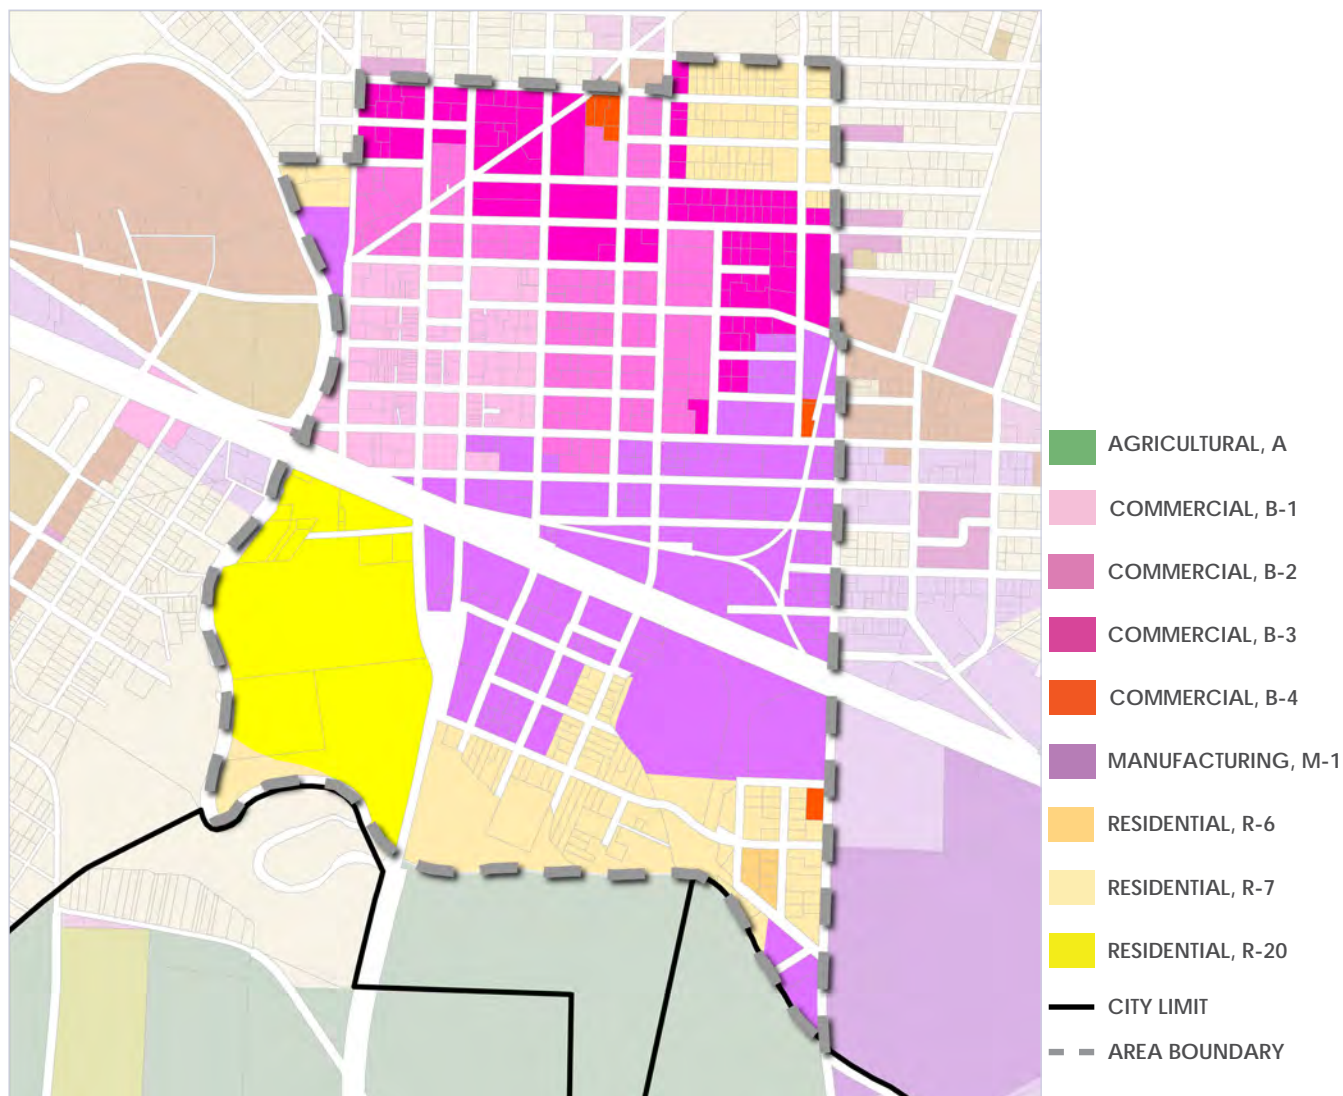 AGRICULTURAL, A
COMMERCIAL, B-1
COMMERCIAL, B-2
COMMERCIAL, B-3
COMMERCIAL, B-4
MANUFACTURING, M-1
RESIDENTIAL, R-6
RESIDENTIAL, R-7
RESIDENTIAL, R-20
CITY LIMIT
AREA BOUNDARY